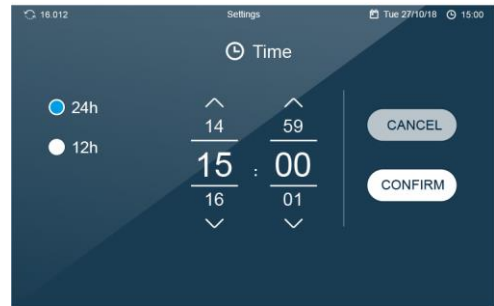 16.012 Settings Tue 27/10/18 15:00
Time
24h
12h
14 59
15 : 00
16 01
CANCEL
CONFIRM